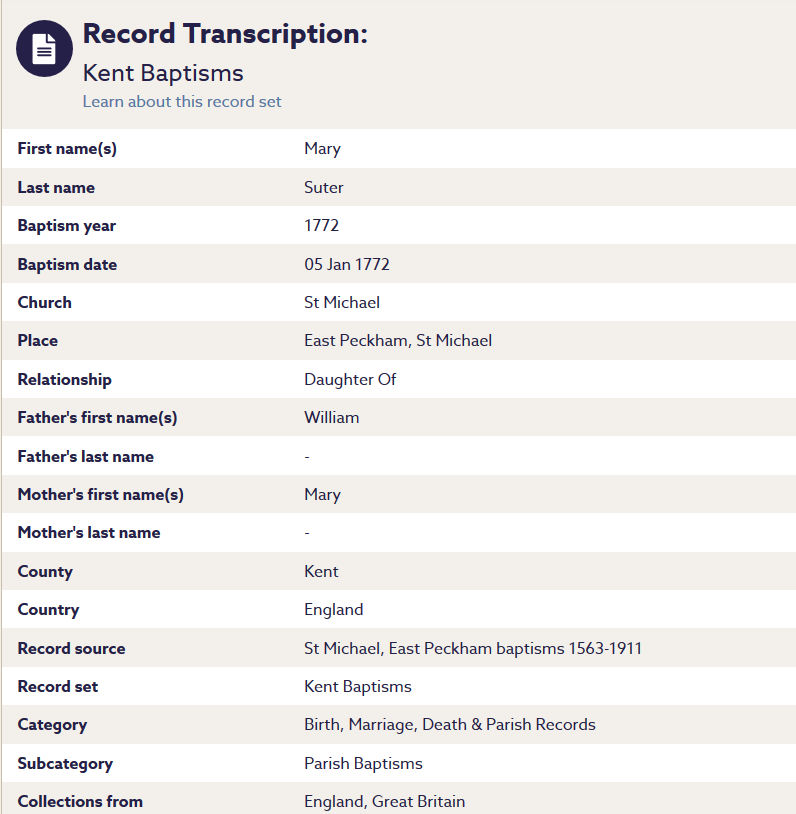 Record Transcription:
Kent Baptisms
Learn about this record set
First name(s) Mary
Last name Suter
Baptism year 1772
Baptism date 05 Jan 1772
Church St Michael
Place East Peckham, St Michael
Relationship Daughter Of
Father's first name(s) William
Father's last name -
Mother's first name(s) Mary
Mother's last name -
County Kent
Country England
Record source St Michael, East Peckham baptisms 1563-1911
Record set Kent Baptisms
Category Birth, Marriage, Death & Parish Records
Subcategory Parish Baptisms
Collections from England, Great Britain